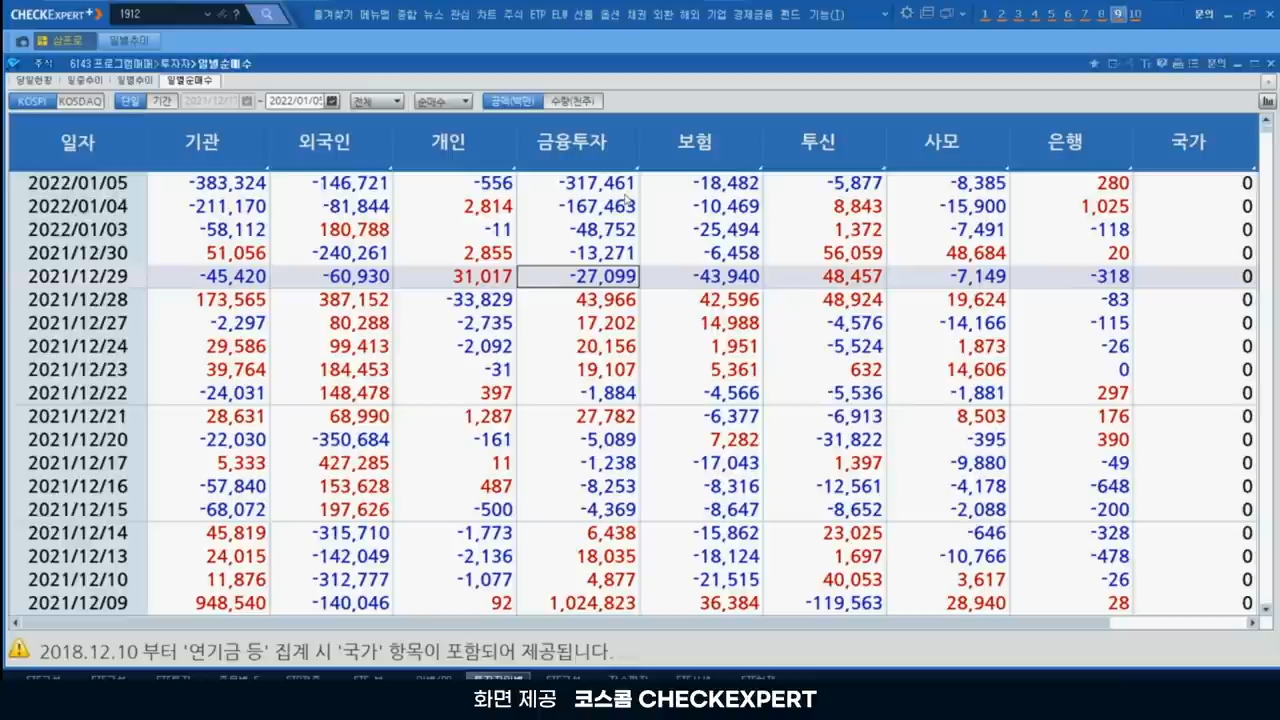 CHECKEXPERT+ 1912 즐겨찾기 메뉴맵 종합 뉴스 관심 차트 주식 ETP ELW 선물 옵션 채권 외환 해외 기업 경제금융 펀드 기능(I) 1 2 3 4 5 6 7 8 9 10 문의
삼프로 일별추이
주식 6143 프로그램매매>투자자>일별순매수 문의
당일현황 일중추이 일별추이 일별순매수
KOSPI KOSDAQ 단일 기간 ~ 2022/01/05 전체 순매수 금액(백만) 수량(천주)
일자 기관 외국인 개인 금융투자 보험 투신 사모 은행 국가
2022/01/05 -383,324 -146,721 -556 -317,461 -18,482 -5,877 -8,385 280 0
2022/01/04 -211,170 -81,844 2,814 -167,463 -10,469 8,843 -15,900 1,025 0
2022/01/03 -58,112 180,788 -11 -48,752 -25,494 1,372 -7,491 -118 0
2021/12/30 51,056 -240,261 2,855 -13,271 -6,458 56,059 48,684 20 0
2021/12/29 -45,420 -60,930 31,017 -27,099 -43,940 48,457 -7,149 -318 0
2021/12/28 173,565 387,152 -33,829 43,966 42,596 48,924 19,624 -83 0
2021/12/27 -2,297 80,288 -2,735 17,202 14,988 -4,576 -14,166 -115 0
2021/12/24 29,586 99,413 -2,092 20,156 1,951 -5,524 1,873 -26 0
2021/12/23 39,764 184,453 -31 19,107 5,361 632 14,606 0 0
2021/12/22 -24,031 148,478 397 -1,884 -4,566 -5,536 -1,881 297 0
2021/12/21 28,631 68,990 1,287 27,782 -6,377 -6,913 8,503 176 0
2021/12/20 -22,030 -350,684 -161 -5,089 7,282 -31,822 -395 390 0
2021/12/17 5,333 427,285 11 -1,238 -17,043 1,397 -9,880 -49 0
2021/12/16 -57,840 153,628 487 -8,253 -8,316 -12,561 -4,178 -648 0
2021/12/15 -68,072 197,626 -500 -4,369 -8,647 -8,652 -2,088 -200 0
2021/12/14 45,819 -315,710 -1,773 6,438 -15,862 23,025 -646 -328 0
2021/12/13 24,015 -142,049 -2,136 18,035 -18,124 1,697 -10,766 -478 0
2021/12/10 11,876 -312,777 -1,077 4,877 -21,515 40,053 3,617 -26 0
2021/12/09 948,540 -140,046 92 1,024,823 36,384 -119,563 28,940 28 0
2018.12.10 부터 '연기금 등' 집계 시 '국가' 항목이 포함되어 제공됩니다.
화면 제공 코스콤 CHECKEXPERT